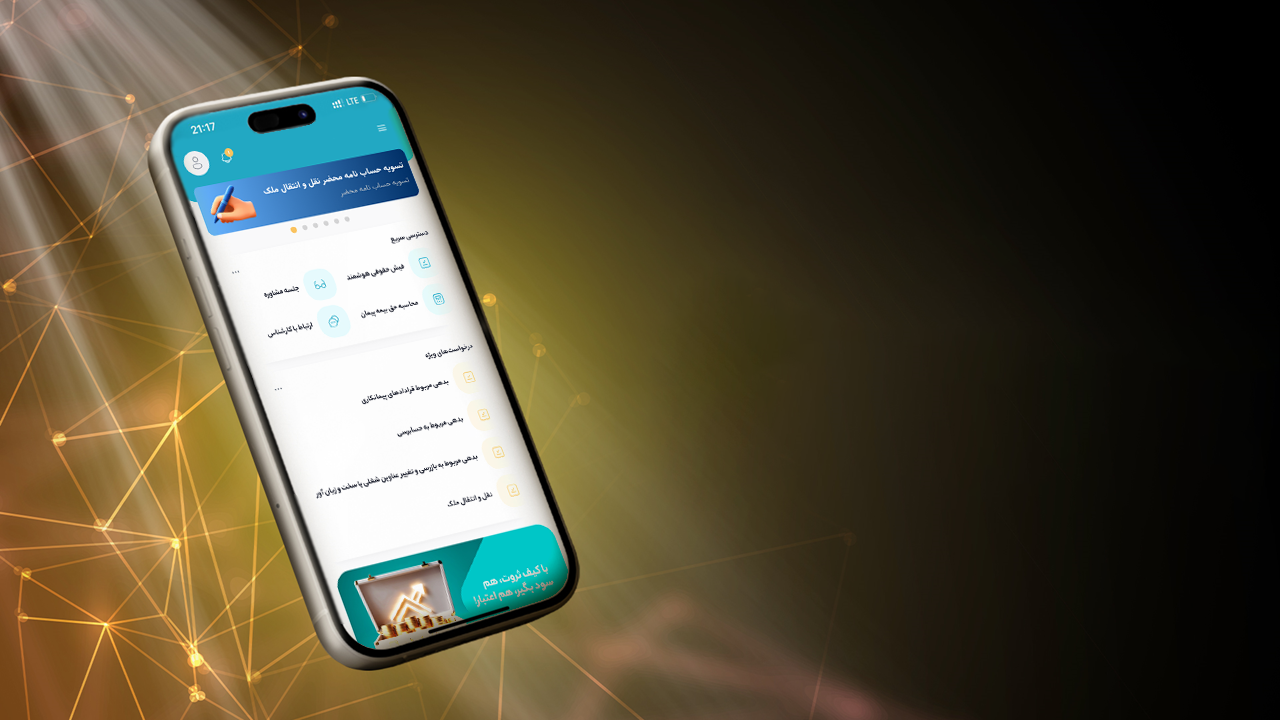 21:17
LTE
تسویه حساب نامه محضر نقل و انتقال ملک
تسویه حساب نامه محضر
دسترسی سریع
فیش حقوقی هوشمند
جلسه مشاوره
محاسبه حق بیمه پیمان
ارتباط با کارشناس
درخواست‌های ویژه
بدهی مربوط قراداد‌های پیمانکاری
بدهی مربوط به حسابرسی
بدهی مربوط به بازرسی و تغییر عناوین شغلی یا سخت و زیان آور
نقل و انتقال ملک
با کیف ثروت، هم
سود بگیر، هم اعتبار!